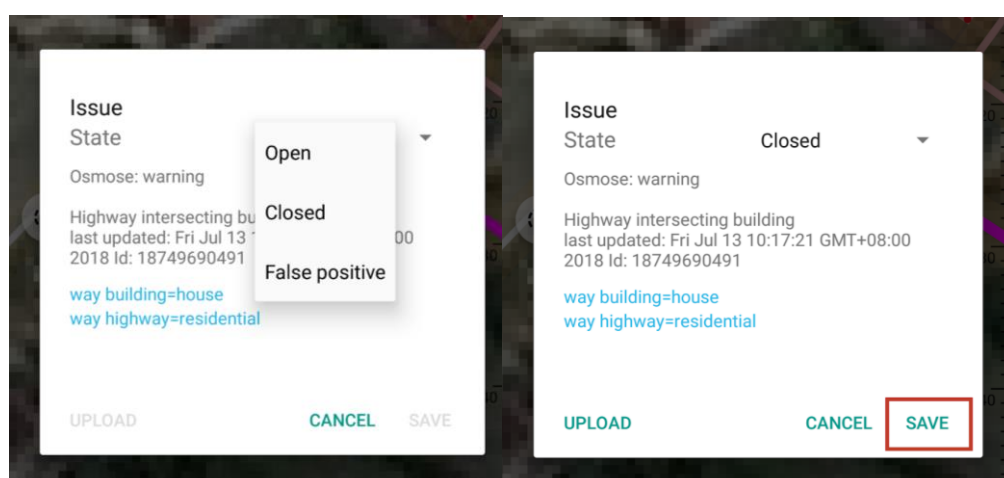 Issue
State
Open
Closed
False positive
Osmose: warning
Highway intersecting bu
last updated: Fri Jul 13 1 00
2018 Id: 18749690491
way building=house
way highway=residential
UPLOAD CANCEL SAVE
Issue
State Closed
Osmose: warning
Highway intersecting building
last updated: Fri Jul 13 10:17:21 GMT+08:00
2018 Id: 18749690491
way building=house
way highway=residential
UPLOAD CANCEL SAVE